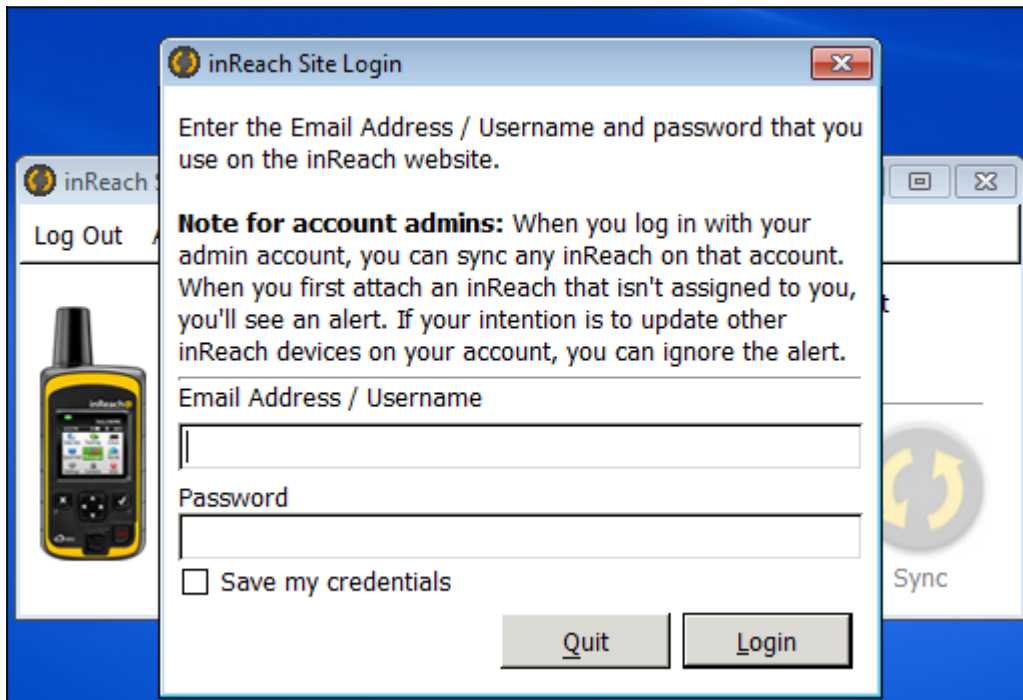 inReach Site Login
Enter the Email Address / Username and password that you
use on the inReach website.
Note for account admins: When you log in with your
admin account, you can sync any inReach on that account.
When you first attach an inReach that isn't assigned to you,
you'll see an alert. If your intention is to update other
inReach devices on your account, you can ignore the alert.
Email Address / Username
Password
Save my credentials
Quit
Login
inReach
Log Out
inReach
Sync